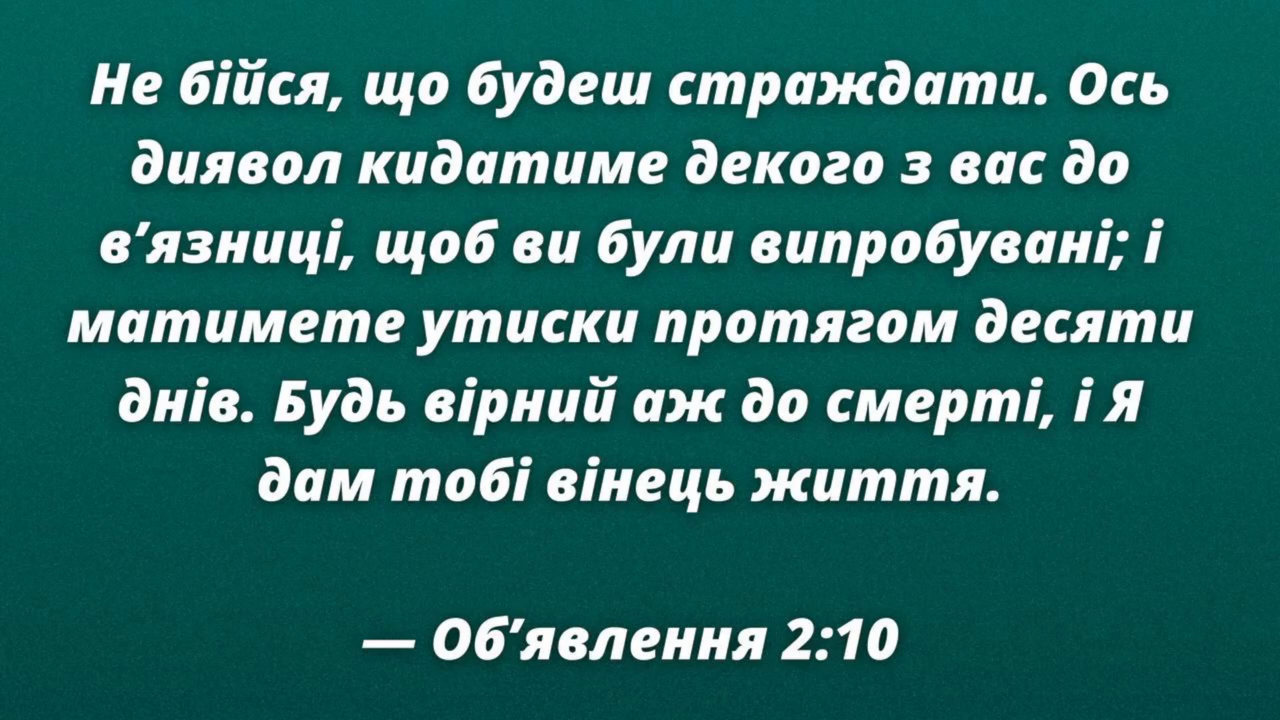 Не бійся, що будеш страждати. Ось
диявол кидатиме декого з вас до
в’язниці, щоб ви були випробувані; і
матимете утиски протягом десяти
днів. Будь вірний аж до смерті, і Я
дам тобі вінець життя.
— Об’явлення 2:10